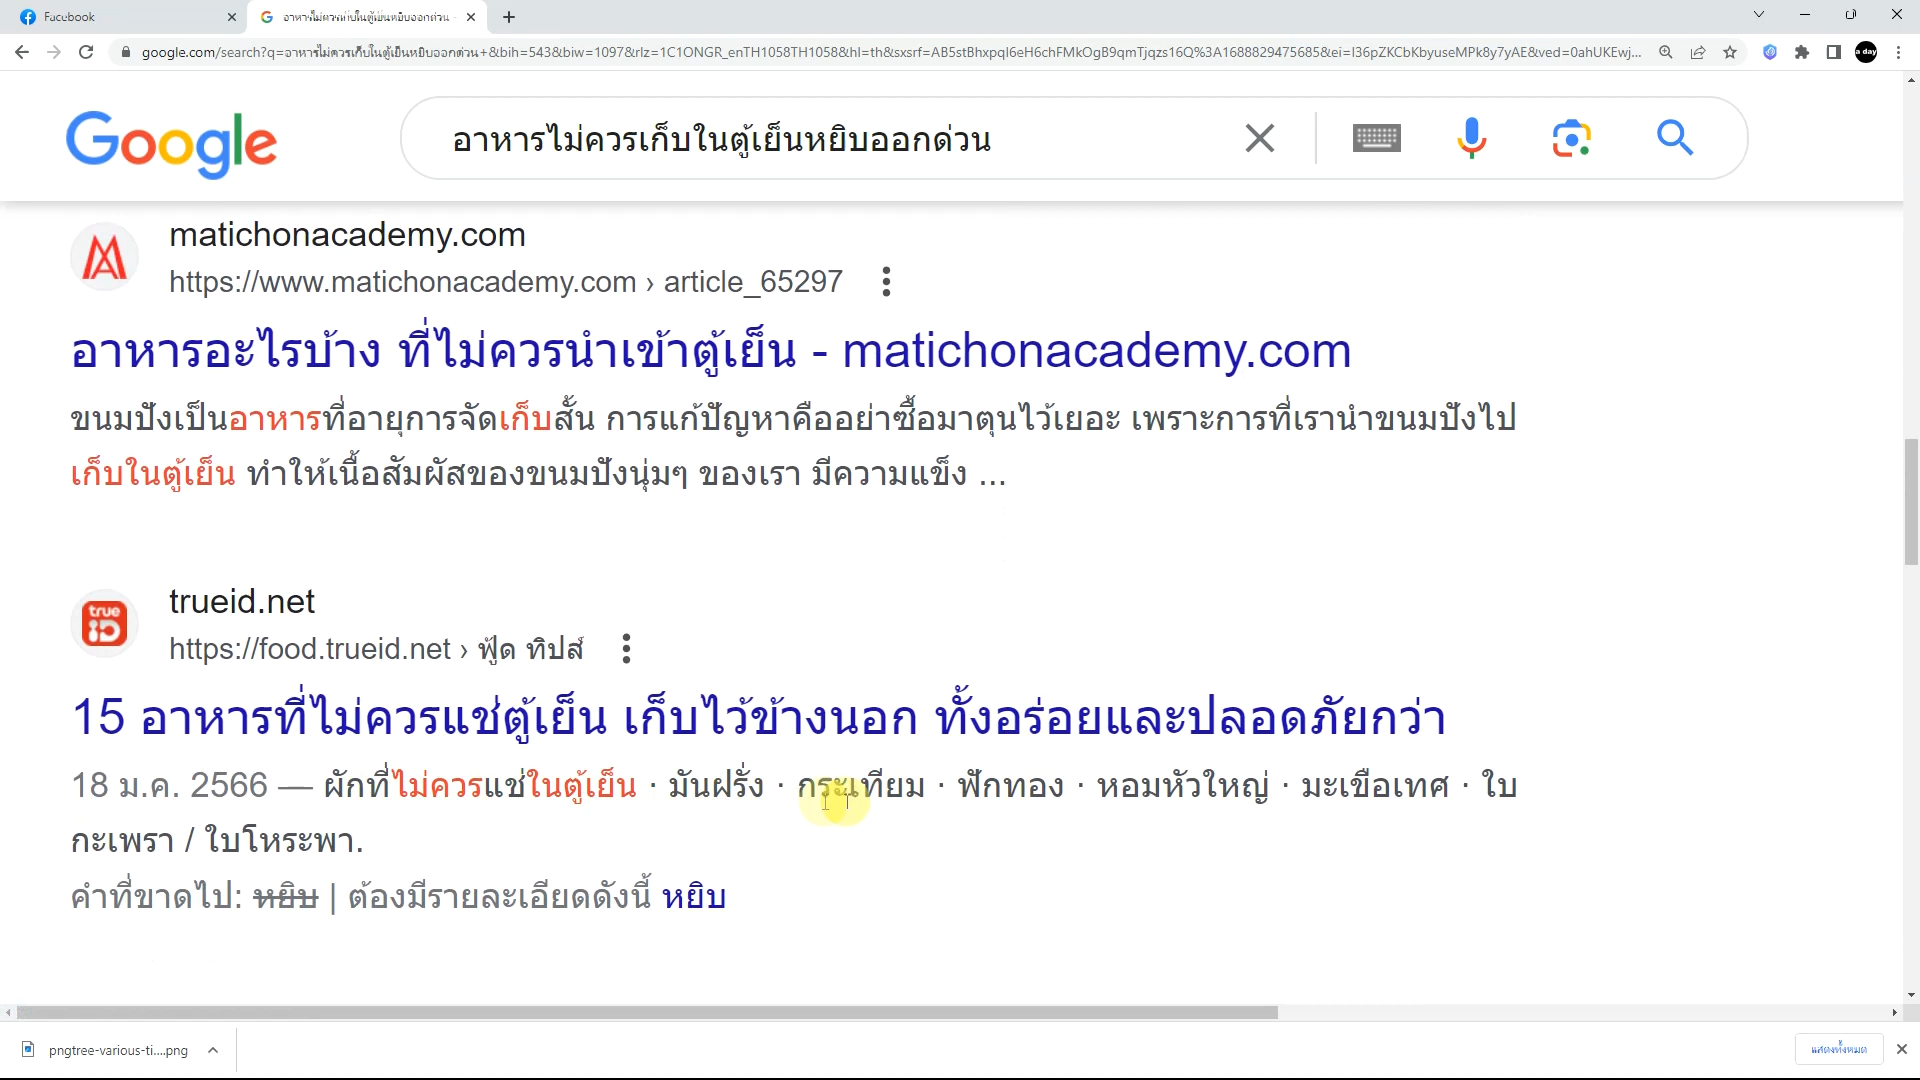 Facebook
อาหารไม่ควรเก็บในตู้เย็นหยิบออกด่วน
อาหารไม่ควรเก็บในตู้เย็นหยิบออกด่วน
Google
matichonacademy.com
https://www.matichonacademy.com › article_65297
อาหารอะไรบ้าง ที่ไม่ควรนำเข้าตู้เย็น - matichonacademy.com
ขนมปังเป็นอาหารที่อายุการจัดเก็บสั้น การแก้ปัญหาคืออย่าซื้อมาตุนไว้เยอะ เพราะการที่เรานำขนมปังไป
เก็บในตู้เย็น ทำให้เนื้อสัมผัสของขนมปังนุ่มๆ ของเรา มีความแข็ง ...
true iD
trueid.net
https://food.trueid.net › ฟู้ด ทิปส์
15 อาหารที่ไม่ควรแช่ตู้เย็น เก็บไว้ข้างนอก ทั้งอร่อยและปลอดภัยกว่า
18 ม.ค. 2566 — ผักที่ไม่ควรแช่ในตู้เย็น · มันฝรั่ง · กระเทียม · ฟักทอง · หอมหัวใหญ่ · มะเขือเทศ · ใบ
กะเพรา / ใบโหระพา.
คำที่ขาดไป: หยิบ | ต้องมีรายละเอียดดังนี้ หยิบ
pngtree-various-ti....png
แสดงทั้งหมด